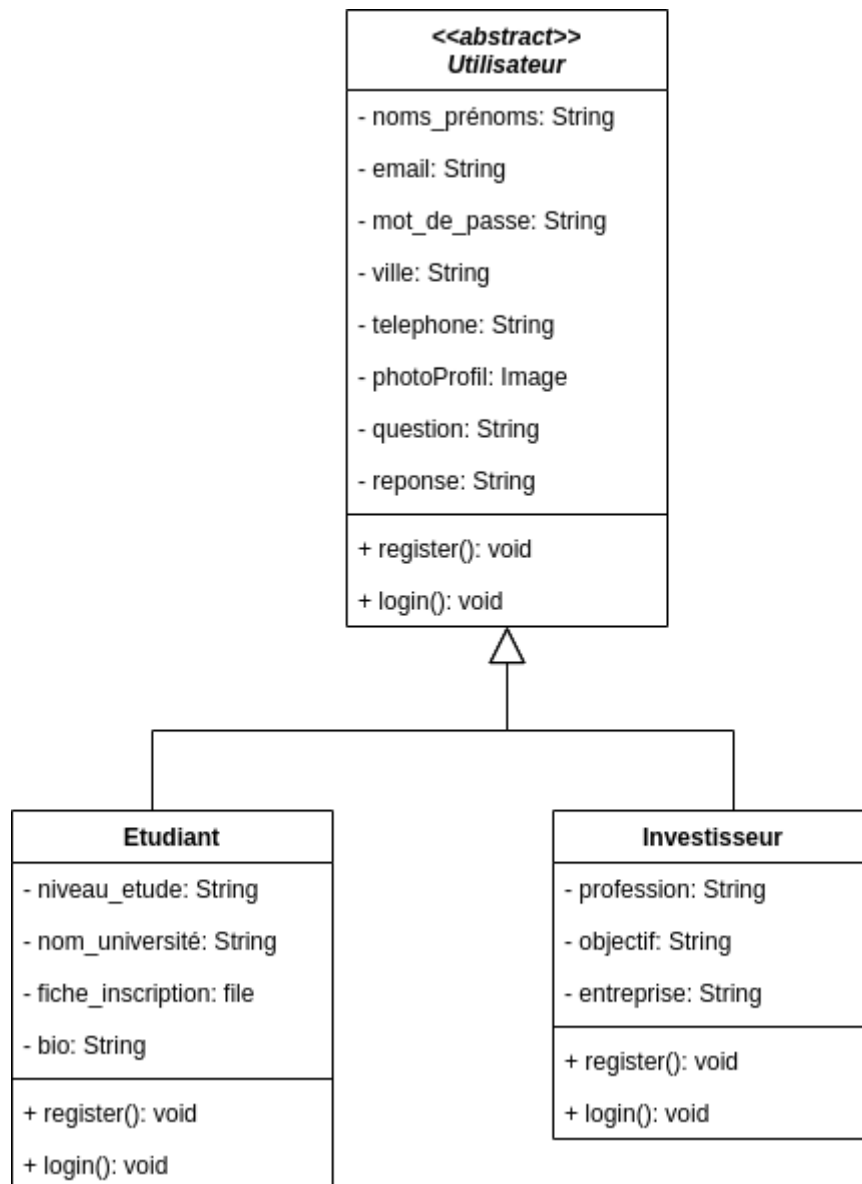 <<abstract>>
Utilisateur
- noms_prénoms: String
- email: String
- mot_de_passe: String
- ville: String
- telephone: String
- photoProfil: Image
- question: String
- reponse: String
+ register(): void
+ login(): void
Etudiant
- niveau_etude: String
- nom_université: String
- fiche_inscription: file
- bio: String
+ register(): void
+ login(): void
Investisseur
- profession: String
- objectif: String
- entreprise: String
+ register(): void
+ login(): void